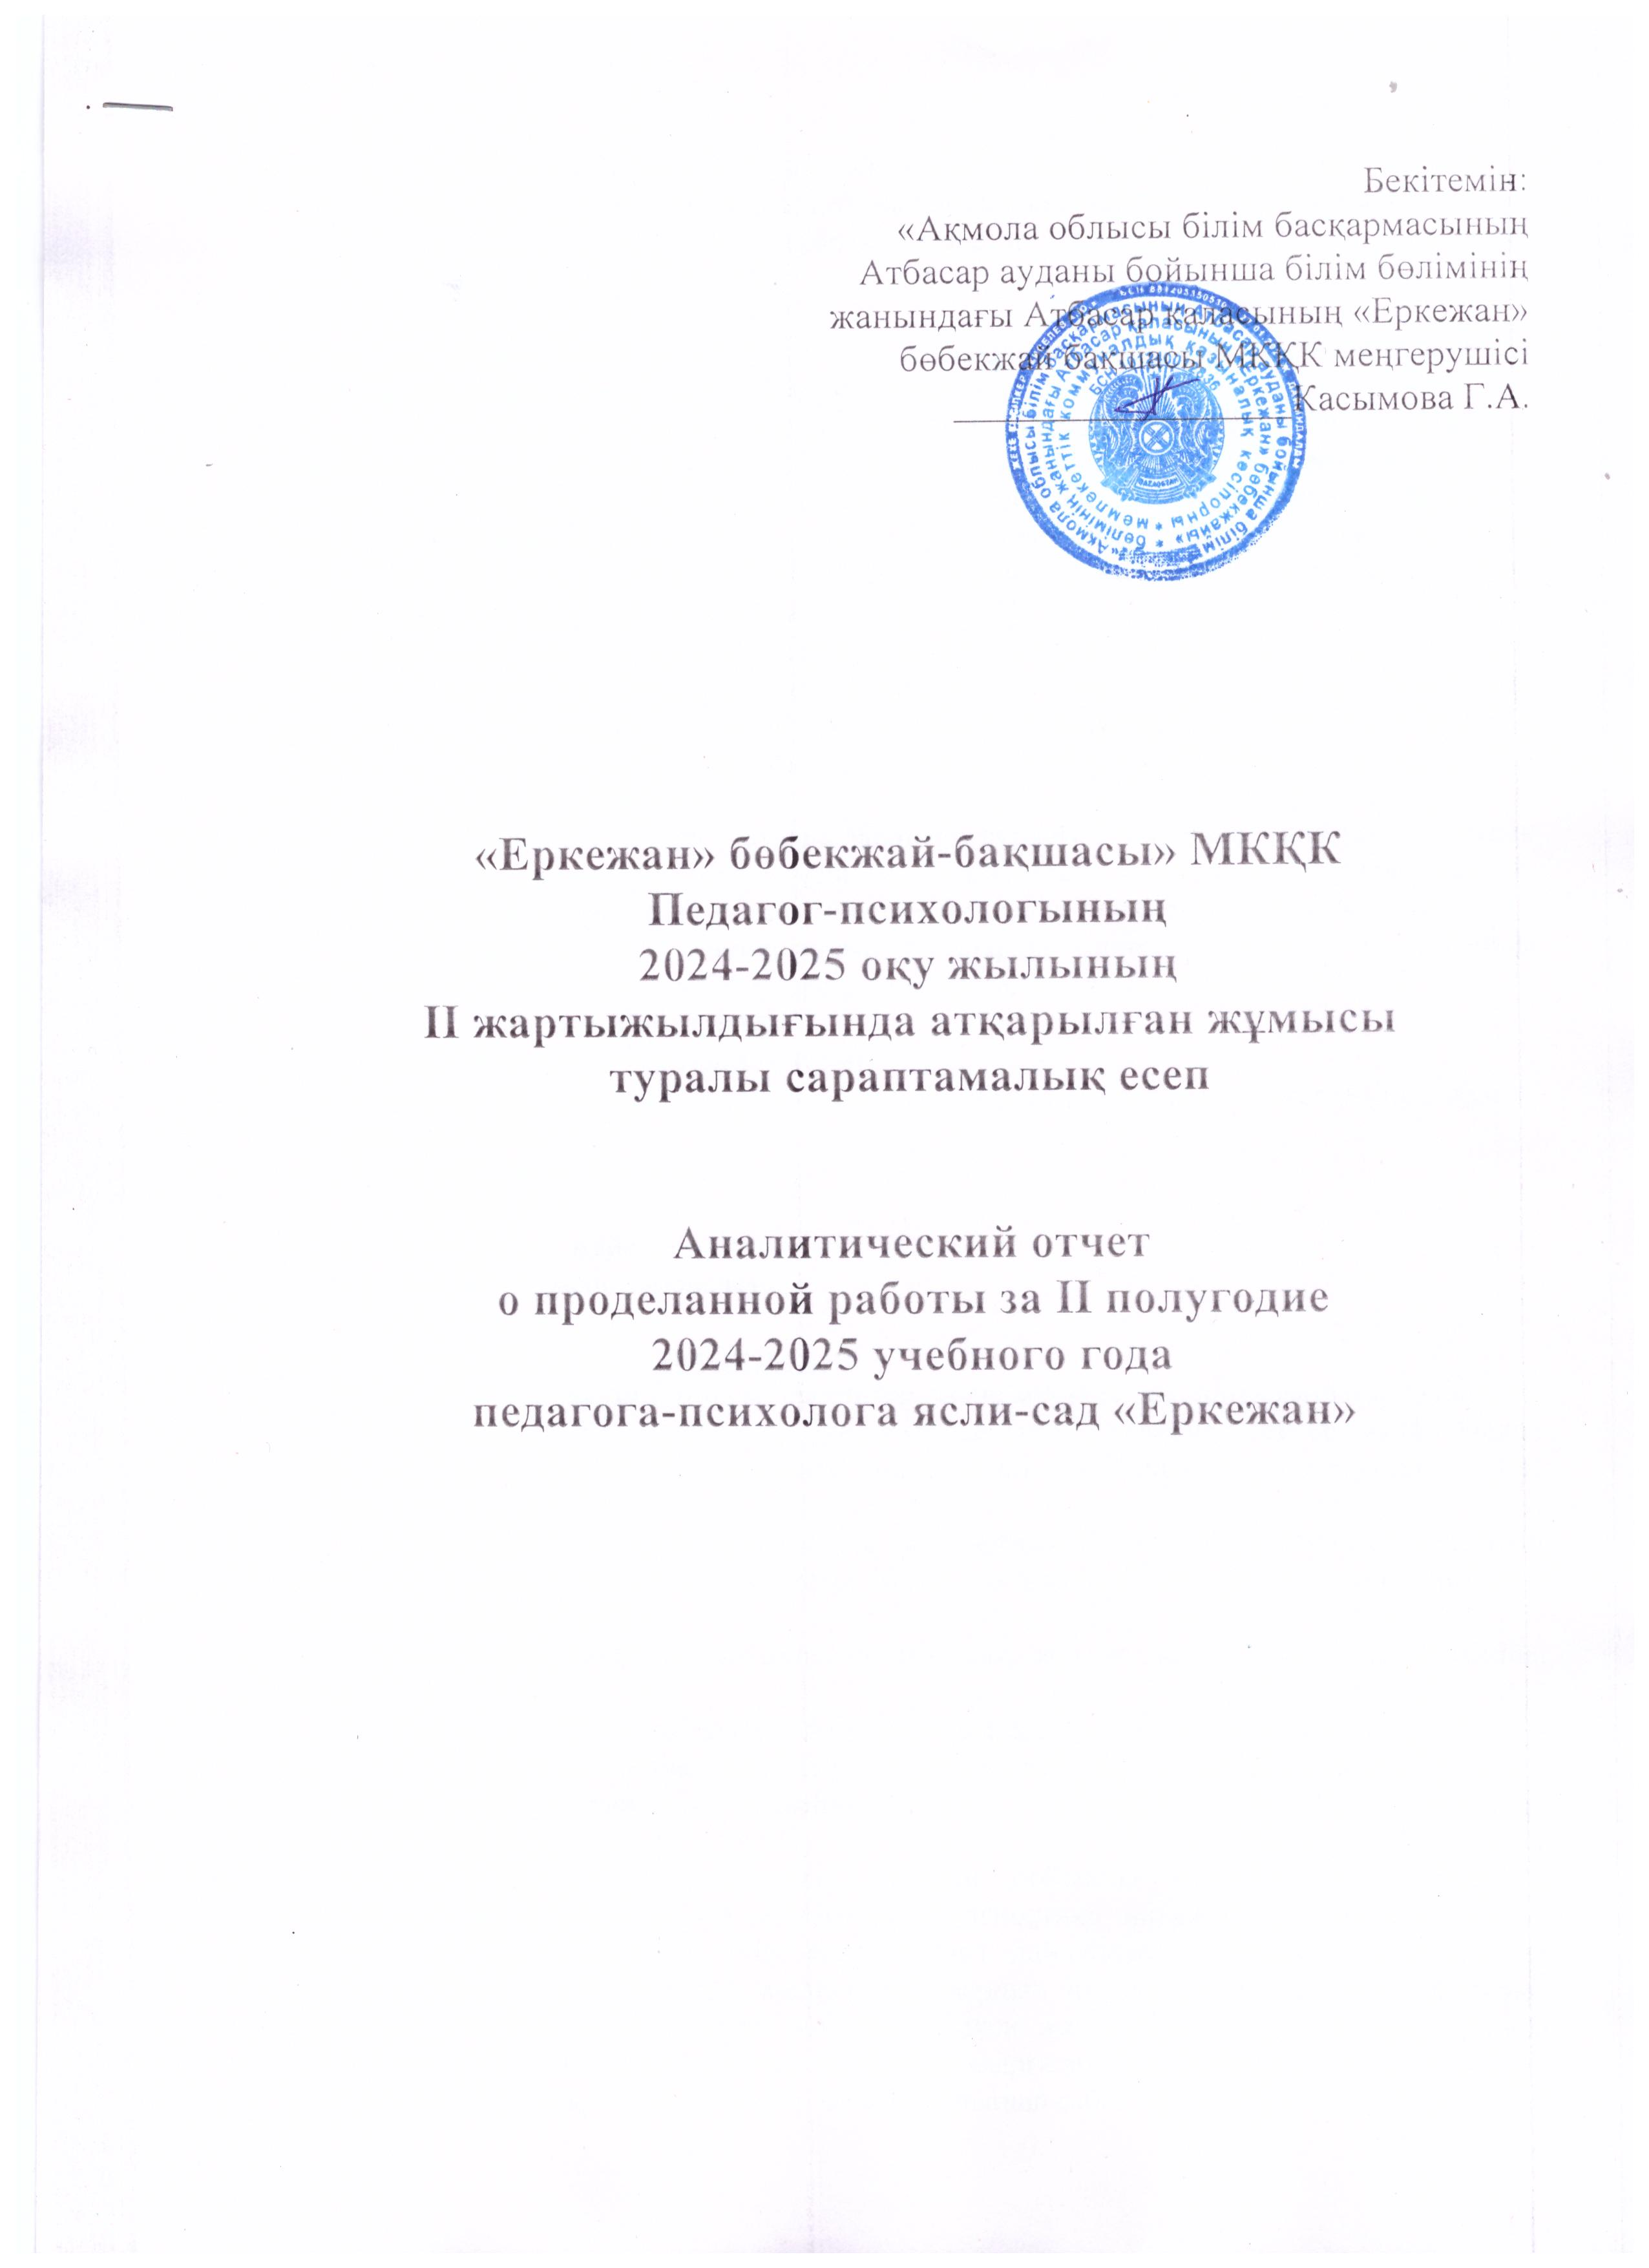 Бекітемін:
«Ақмола облысы білім басқармасының
Атбасар ауданы бойынша білім бөлімінің
жанындағы Атбасар қаласының «Еркежан»
бөбекжай бақшасы МКҚК меңгерушісі
Касымова Г.А.
«Еркежан» бөбекжай-бақшасы» МКҚК
Педагог-психологының
2024-2025 оқу жылының
II жартыжылдығында атқарылған жұмысы
туралы сараптамалық есеп
Аналитический отчет
о проделанной работы за II полугодие
2024-2025 учебного года
педагога-психолога ясли-сад «Еркежан»